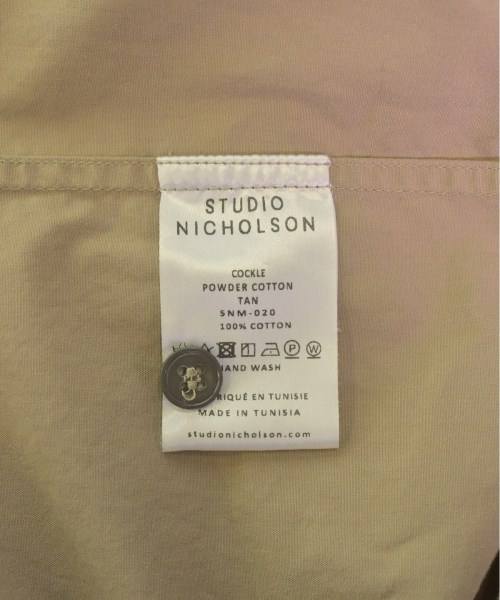 STUDIO
NICHOLSON
COCKLE
POWDER COTTON
TAN
SNM-020
100% COTTON
P W
HAND WASH
RIQUÉ EN TUNISIE
MADE IN TUNISIA
studionicholson.com